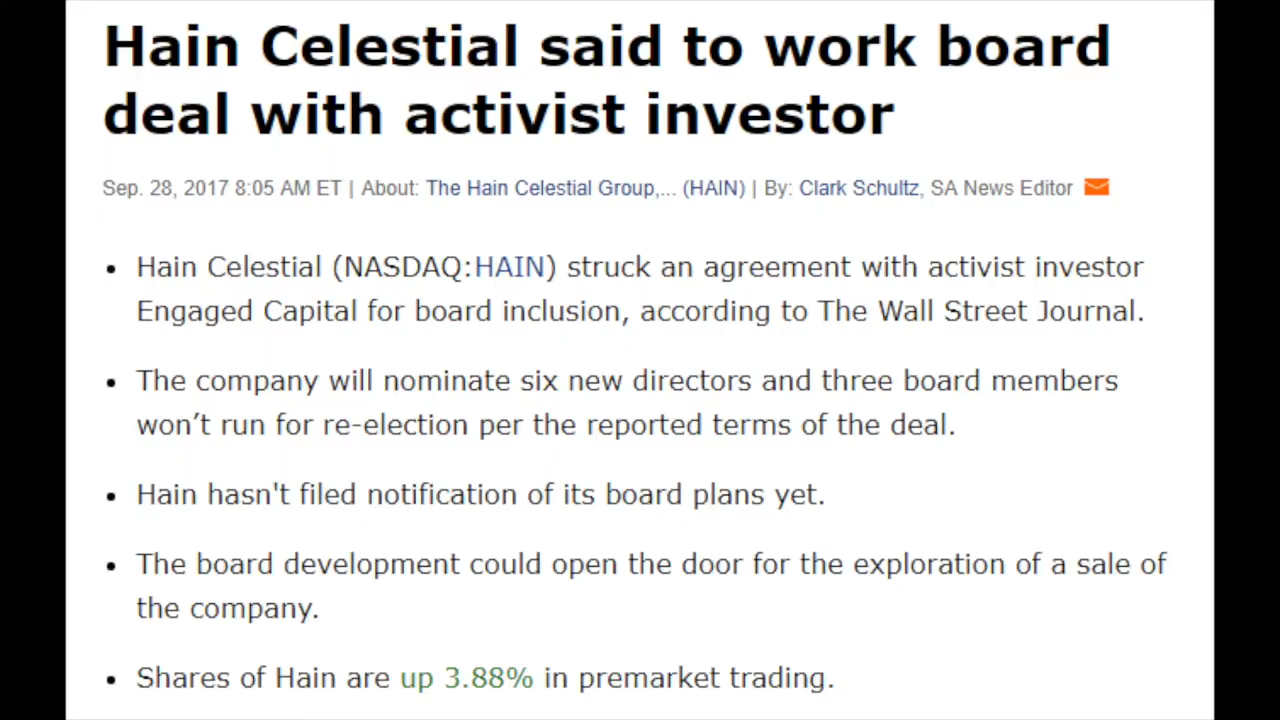 Hain Celestial said to work board
deal with activist investor
Sep. 28, 2017 8:05 AM ET | About: The Hain Celestial Group,... (HAIN) | By: Clark Schultz, SA News Editor
• Hain Celestial (NASDAQ:HAIN) struck an agreement with activist investor
Engaged Capital for board inclusion, according to The Wall Street Journal.
• The company will nominate six new directors and three board members
won’t run for re-election per the reported terms of the deal.
• Hain hasn't filed notification of its board plans yet.
• The board development could open the door for the exploration of a sale of
the company.
• Shares of Hain are up 3.88% in premarket trading.